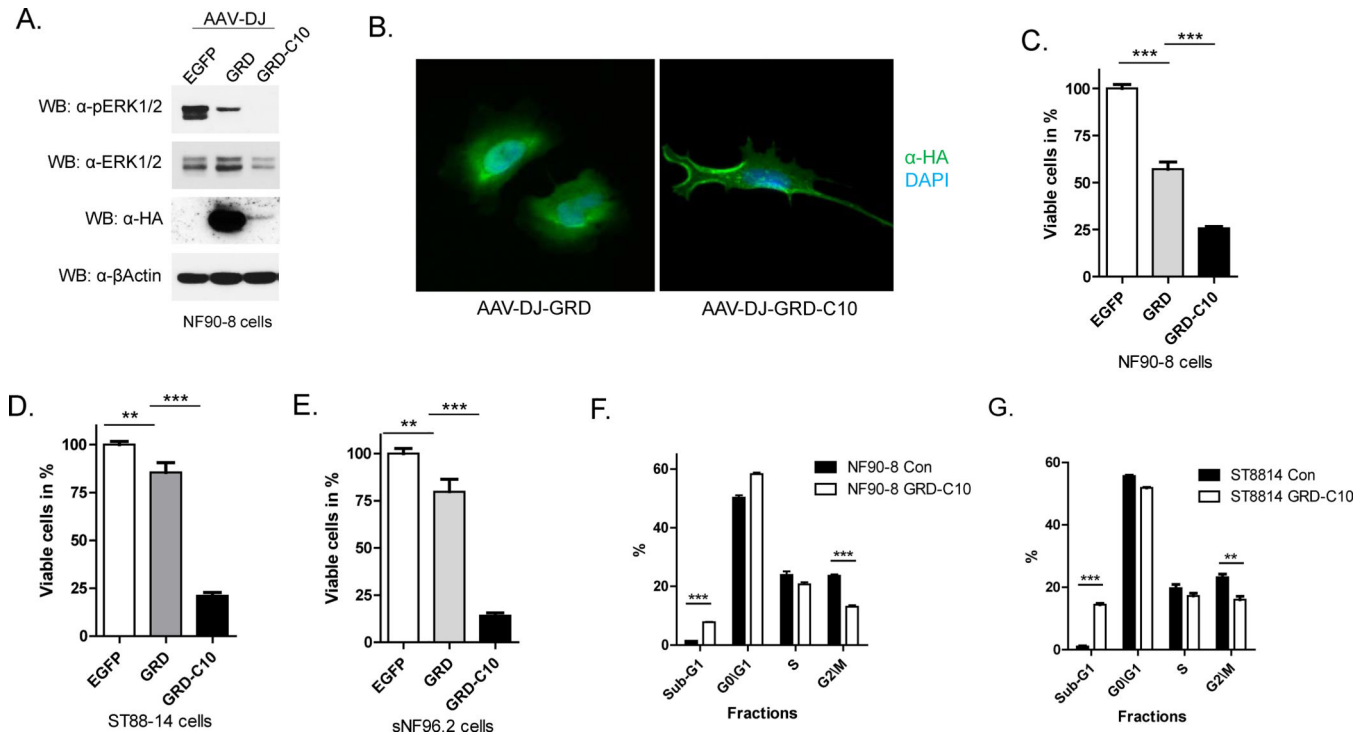 A.
AAV-DJ
EGFP
GRD
GRD-C10
WB: α-pERK1/2
WB: α-ERK1/2
WB: α-HA
WB: α-βActin
NF90-8 cells
B.
α-HA
DAPI
AAV-DJ-GRD
AAV-DJ-GRD-C10
C.
***
***
Viable cells in %
100
75
50
25
0
EGFP
GRD
GRD-C10
NF90-8 cells
D.
**
***
Viable cells in %
100
75
50
25
0
EGFP
GRD
GRD-C10
ST88-14 cells
E.
**
***
Viable cells in %
100
75
50
25
0
EGFP
GRD
GRD-C10
sNF96.2 cells
F.
NF90-8 Con
NF90-8 GRD-C10
%
60
40
20
0
***
***
Sub-G1
G0\G1
S
G2\M
Fractions
G.
ST8814 Con
ST8814 GRD-C10
%
60
40
20
0
***
**
Sub-G1
G0\G1
S
G2\M
Fractions